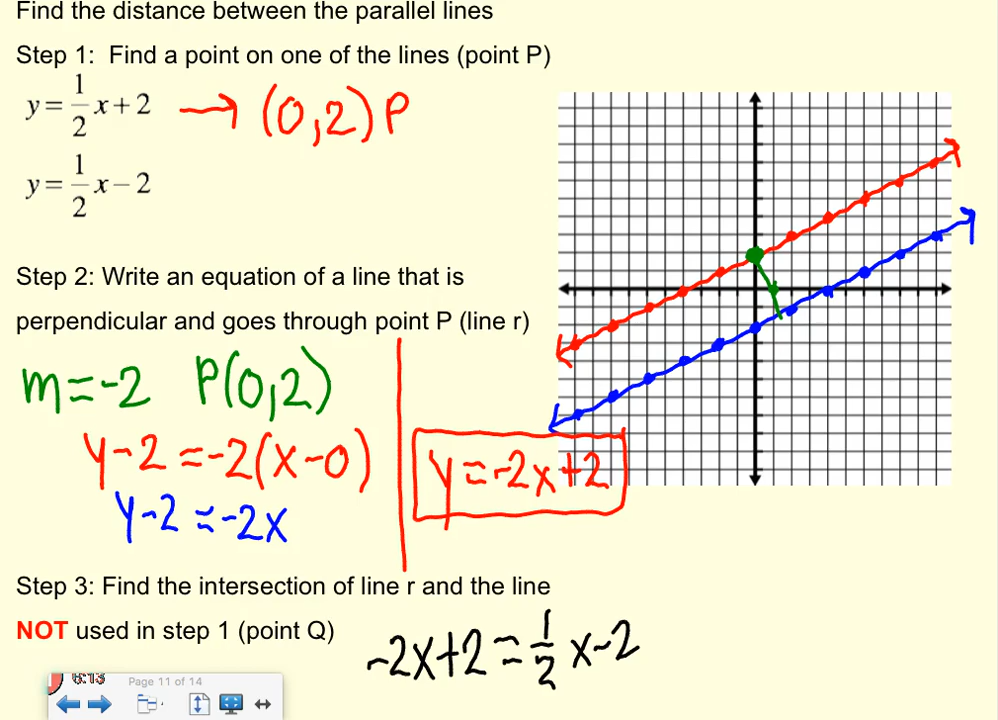 Find the distance between the parallel lines
Step 1: Find a point on one of the lines (point P)
y = 1/2 x + 2 → (0,2) P
y = 1/2 x − 2
Step 2: Write an equation of a line that is
perpendicular and goes through point P (line r)
m = -2 P(0,2)
y - 2 = -2(x - 0)
y = -2x + 2
y - 2 = -2x
Step 3: Find the intersection of line r and the line
NOT used in step 1 (point Q)
-2x + 2 = 1/2 x - 2
Page 11 of 14